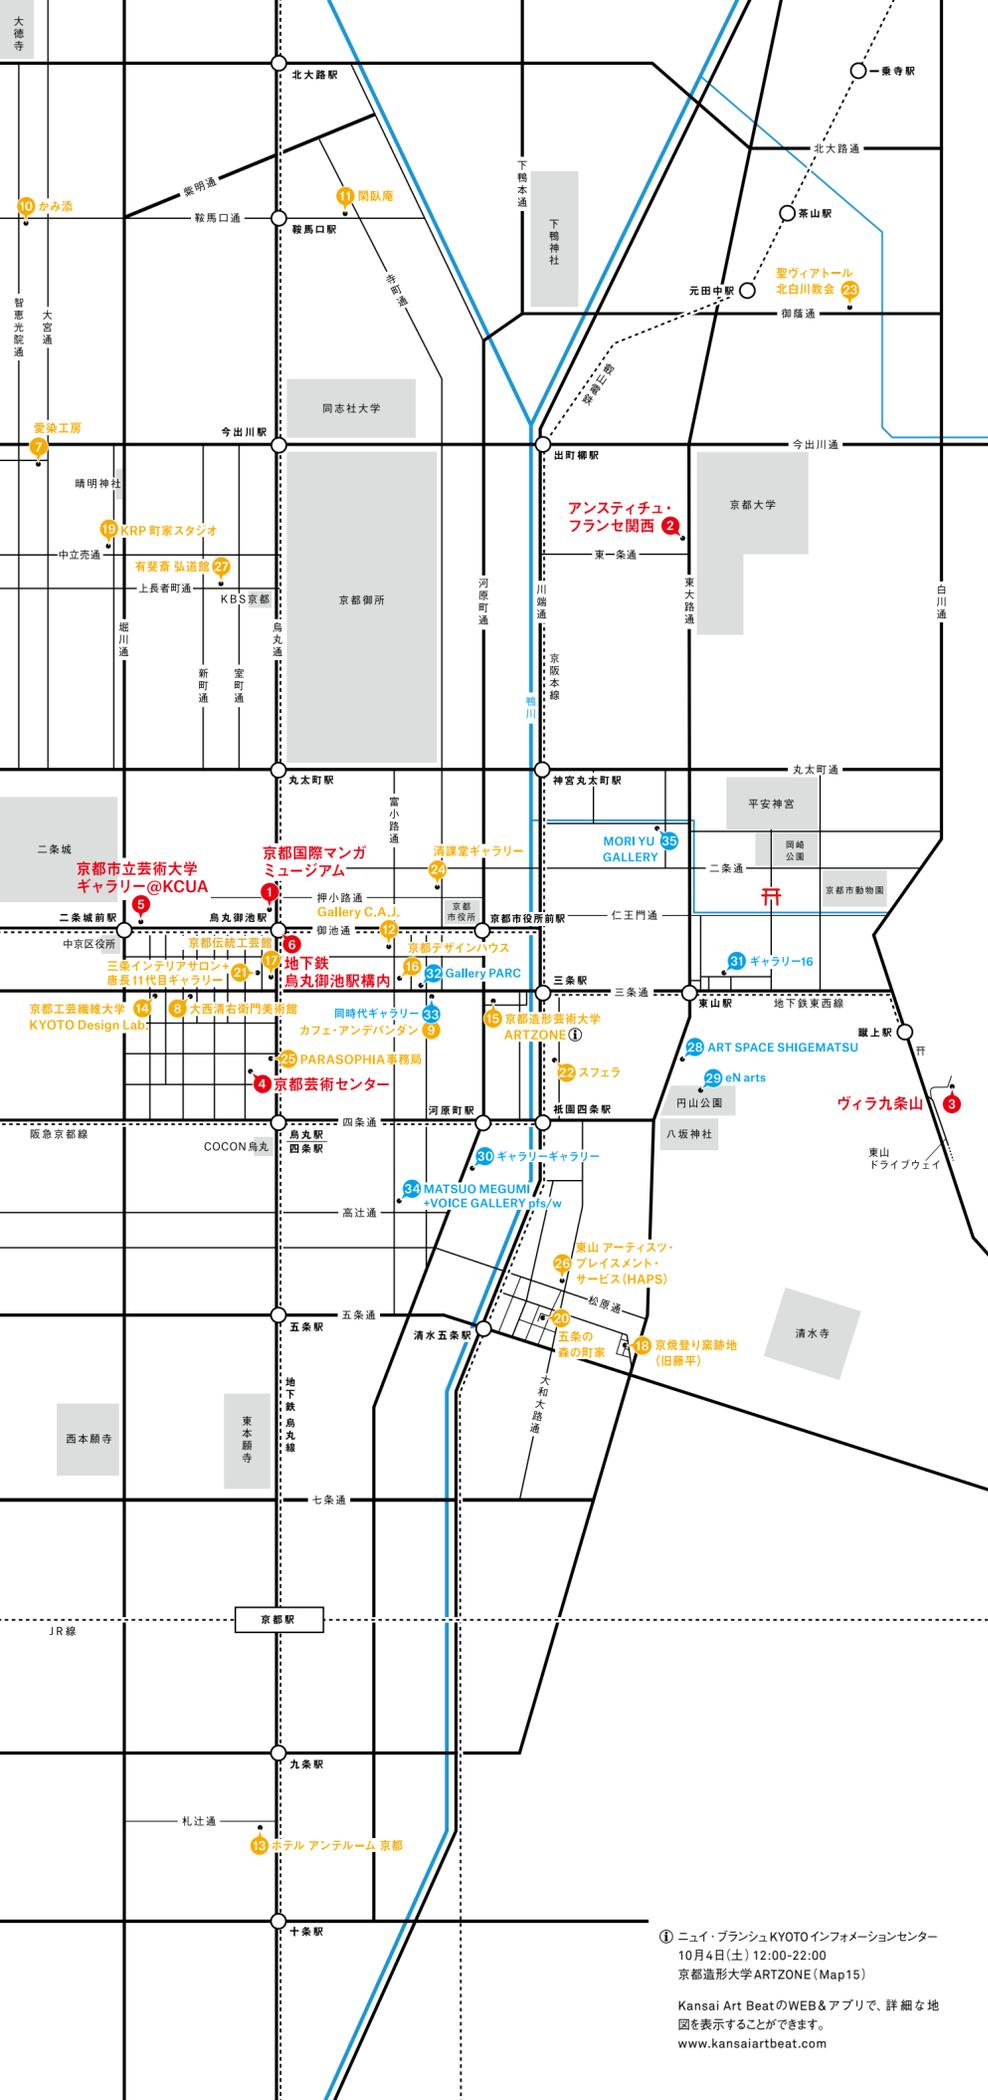 大徳寺
北大路駅
一乗寺駅
北大路通
下鴨本通
紫明通
10 かみ添
11 閑臥庵
鞍馬口通
鞍馬口駅
茶山駅
下鴨神社
寺町通
聖ヴィアトール
北白川教会 23
元田中駅
御蔭通
智恵光院通
大宮通
叡山電鉄
同志社大学
愛染工房
7
今出川駅
出町柳駅
今出川通
晴明神社
京都大学
アンスティチュ・
フランセ関西 2
19 KRP 町家スタジオ
中立売通
東一条通
有斐斎 弘道館 27
上長者町通
KBS京都
京都御所
堀川通
烏丸通
新町通
室町通
河原町通
川端通
東大路通
白川通
京阪本線
鴨川
丸太町駅
神宮丸太町駅
丸太町通
富小路通
平安神宮
二条城
岡崎
公園
MORI YU 35
GALLERY
二条通
京都市動物園
京都市立芸術大学
ギャラリー@KCUA
5
京都国際マンガ
ミュージアム
1
清課堂ギャラリー
24
押小路通
Gallery C.A.J.
12
京都
市役所
仁王門通
二条城前駅
烏丸御池駅
御池通
京都市役所前駅
中京区役所
6
京都伝統工芸館
17
地下鉄
烏丸御池駅構内
京都デザインハウス
16
三条インテリアサロン+
唐長11代目ギャラリー 21
32 Gallery PARC
31 ギャラリー16
三条駅
三条通
東山駅
地下鉄東西線
京都工芸繊維大学 14
KYOTO Design Lab.
8 大西清右衛門美術館
同時代ギャラリー 33
カフェ・アンデパンダン 9
15 京都造形芸術大学
ARTZONE i
蹴上駅
28 ART SPACE SHIGEMATSU
25 PARASOPHIA事務局
22 スフェラ
4 京都芸術センター
29 eN arts
円山公園
ヴィラ九条山 3
河原町駅
祇園四条駅
四条通
阪急京都線
烏丸駅
四条駅
COCON烏丸
八坂神社
東山
ドライブウェイ
30 ギャラリーギャラリー
34 MATSUO MEGUMI
+VOICE GALLERY pfs/w
高辻通
東山 アーティスツ・
26 プレイスメント・
サービス(HAPS)
松原通
五条通
五条駅
清水五条駅
20
五条の
森の町家
18 京焼登り窯跡地
(旧藤平)
清水寺
地下鉄 烏丸線
大和大路通
西本願寺
東本願寺
七条通
京都駅
JR線
九条駅
札辻通
13 ホテル アンテルーム 京都
十条駅
i ニュイ・ブランシュKYOTOインフォメーションセンター
10月4日(土) 12:00-22:00
京都造形大学ARTZONE(Map15)
Kansai Art BeatのWEB&アプリで、詳細な地
図を表示することができます。
www.kansaiartbeat.com